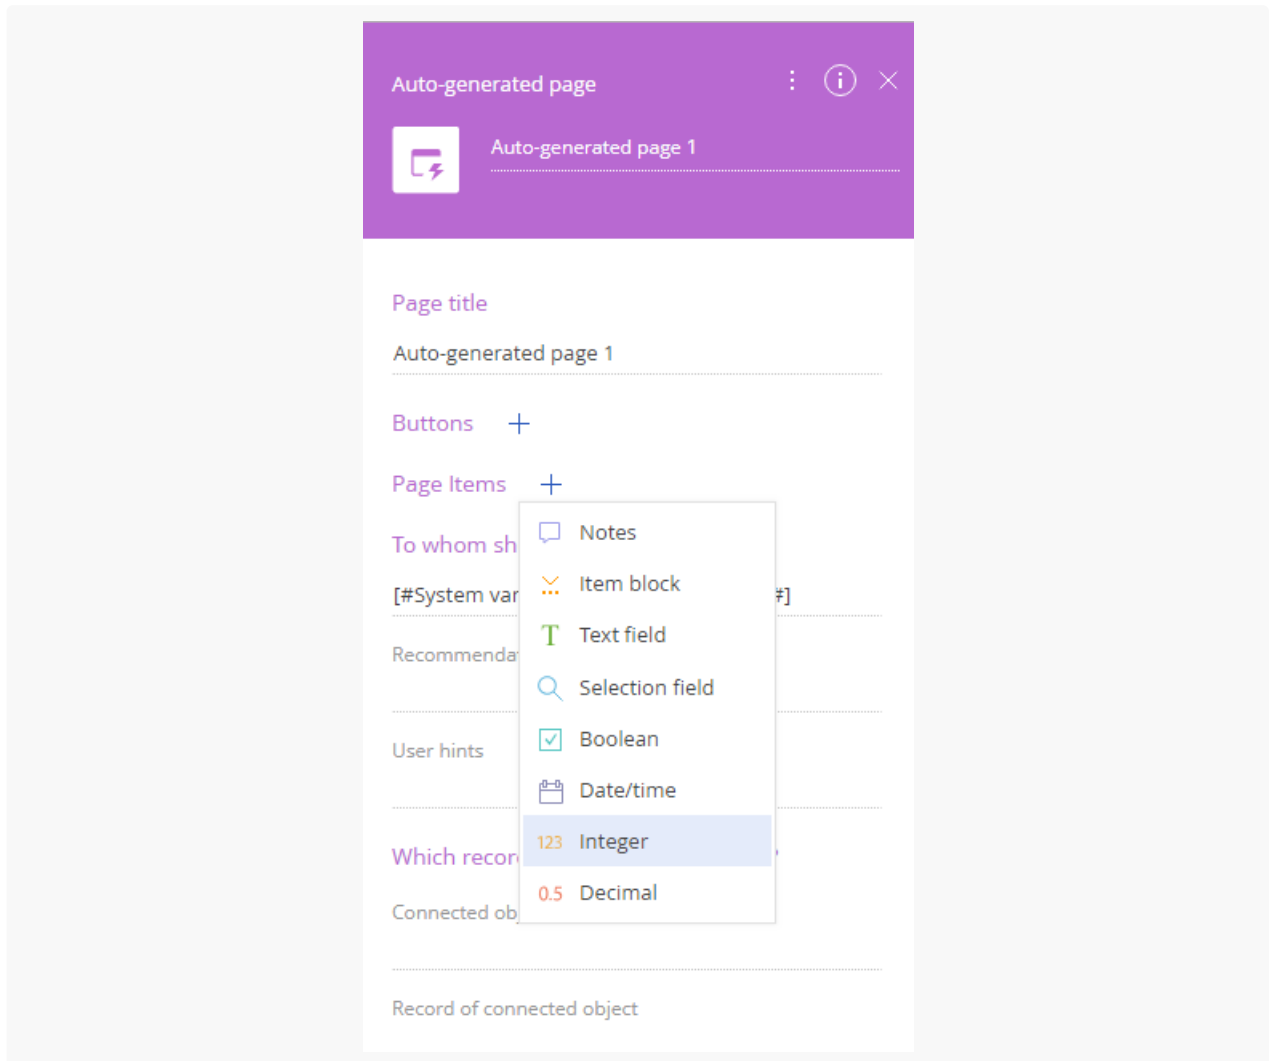 Auto-generated page
Auto-generated page 1
Page title
Auto-generated page 1
Buttons
Page Items
Notes
To whom sh
Item block
[#System var #]
Text field
Recommenda
Selection field
Boolean
User hints
Date/time
123 Integer
Which recor
0.5 Decimal
Connected ob
Record of connected object